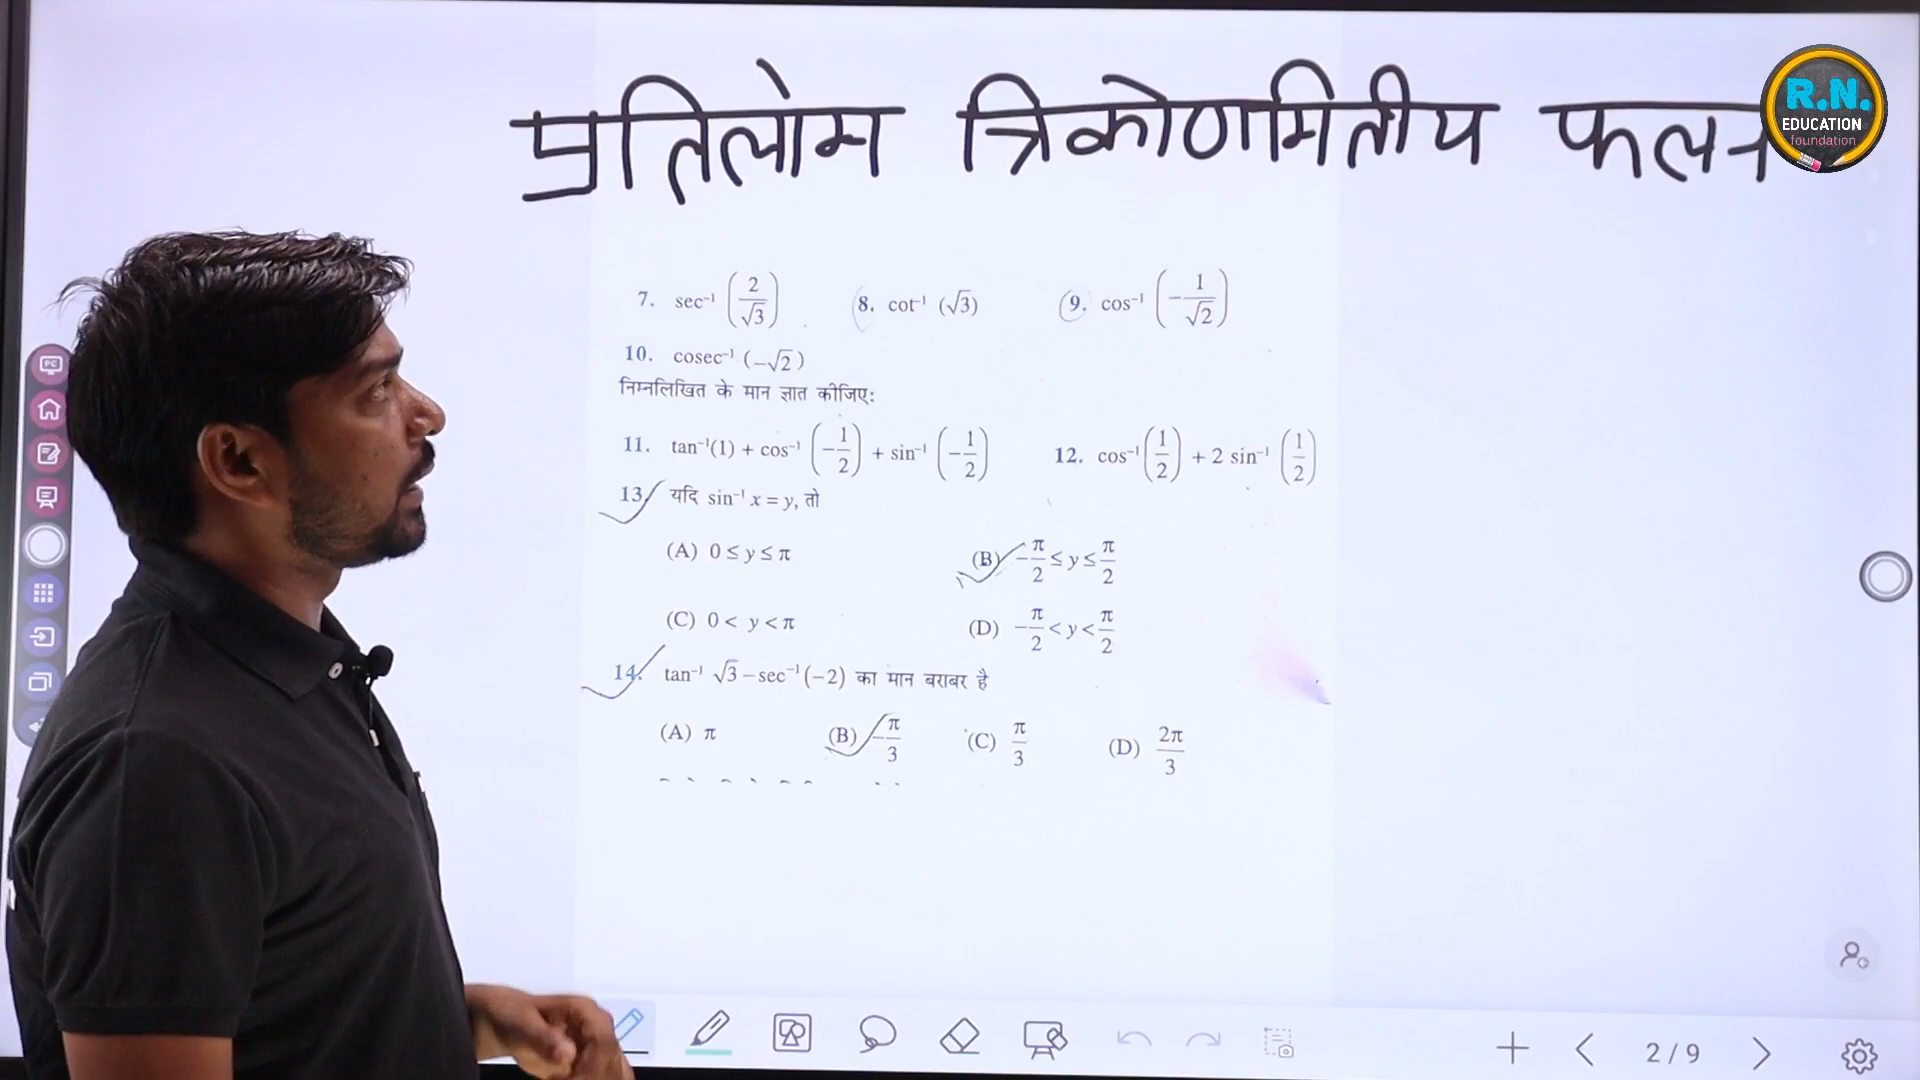 प्रतिलोम त्रिकोणमितीय फलन
R.N.
EDUCATION
foundation
7. sec⁻¹ (2/√3) 8. cot⁻¹ (√3) 9. cos⁻¹ (−1/√2)
10. cosec⁻¹ (−√2)
निम्नलिखित के मान ज्ञात कीजिए:
11. tan⁻¹(1) + cos⁻¹ (−1/2) + sin⁻¹ (−1/2) 12. cos⁻¹ (1/2) + 2 sin⁻¹ (1/2)
13. यदि sin⁻¹ x = y, तो
(A) 0 ≤ y ≤ π (B) −π/2 ≤ y ≤ π/2
(C) 0 < y < π (D) −π/2 < y < π/2
14. tan⁻¹ √3 − sec⁻¹ (−2) का मान बराबर है
(A) π (B) −π/3 (C) π/3 (D) 2π/3
PC
2 / 9